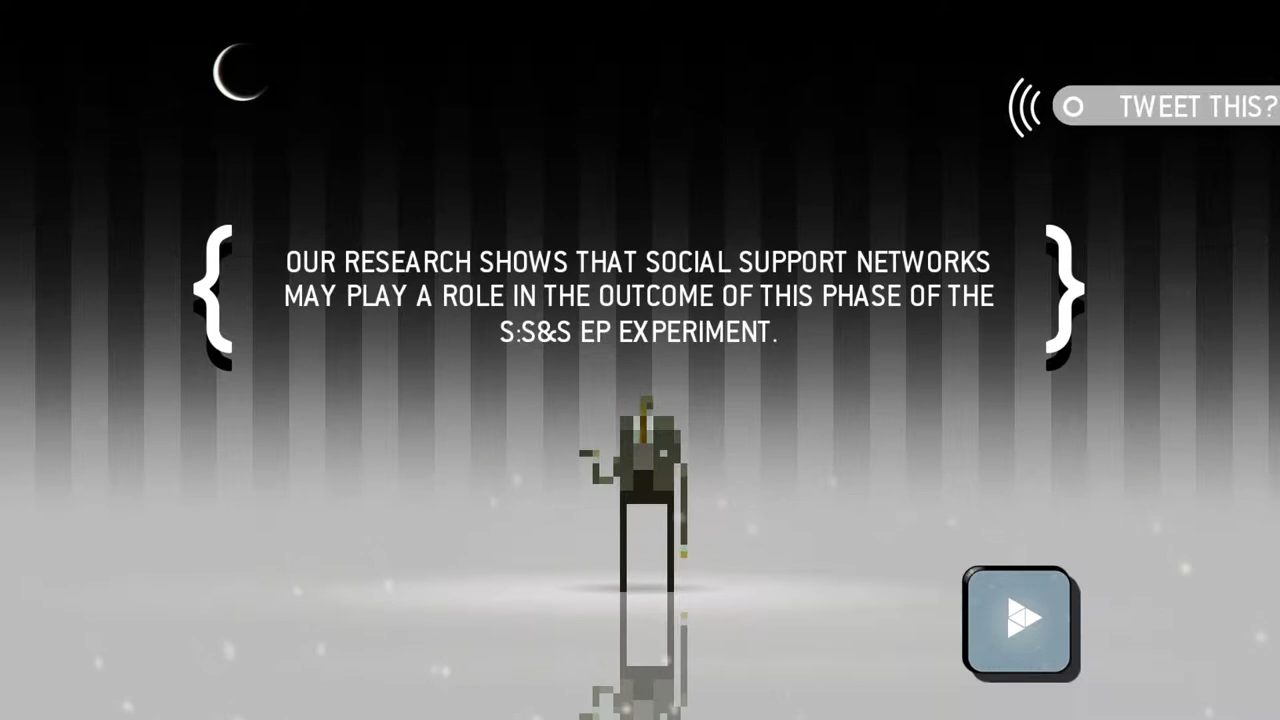 TWEET THIS?
OUR RESEARCH SHOWS THAT SOCIAL SUPPORT NETWORKS
MAY PLAY A ROLE IN THE OUTCOME OF THIS PHASE OF THE
S:S&S EP EXPERIMENT.